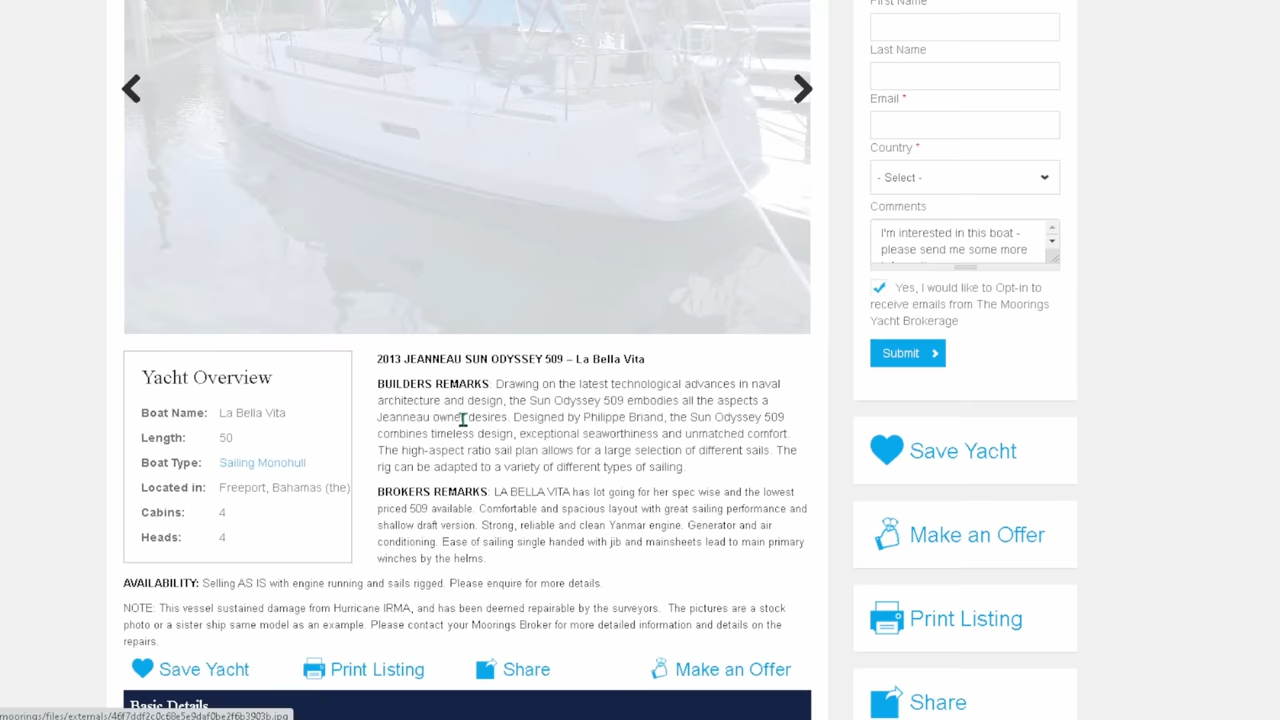 First Name
Last Name
Email *
Country *
- Select -
Comments
I'm interested in this boat -
please send me some more
Yes, I would like to Opt-in to
receive emails from The Moorings
Yacht Brokerage
Submit
Save Yacht
Make an Offer
Print Listing
Share
Yacht Overview
Boat Name: La Bella Vita
Length: 50
Boat Type: Sailing Monohull
Located in: Freeport, Bahamas (the)
Cabins: 4
Heads: 4
2013 JEANNEAU SUN ODYSSEY 509 – La Bella Vita
BUILDERS REMARKS: Drawing on the latest technological advances in naval
architecture and design, the Sun Odyssey 509 embodies all the aspects a
Jeanneau owner desires. Designed by Philippe Briand, the Sun Odyssey 509
combines timeless design, exceptional seaworthiness and unmatched comfort.
The high-aspect ratio sail plan allows for a large selection of different sails. The
rig can be adapted to a variety of different types of sailing.
BROKERS REMARKS: LA BELLA VITA has lot going for her spec wise and the lowest
priced 509 available. Comfortable and spacious layout with great sailing performance and
shallow draft version. Strong, reliable and clean Yanmar engine. Generator and air
conditioning. Ease of sailing single handed with jib and mainsheets lead to main primary
winches by the helms.
AVAILABILITY: Selling AS IS with engine running and sails rigged. Please enquire for more details.
NOTE: This vessel sustained damage from Hurricane IRMA, and has been deemed repairable by the surveyors. The pictures are a stock
photo or a sister ship same model as an example. Please contact your Moorings Broker for more detailed information and details on the
repairs.
Save Yacht Print Listing Share Make an Offer
Basic Details